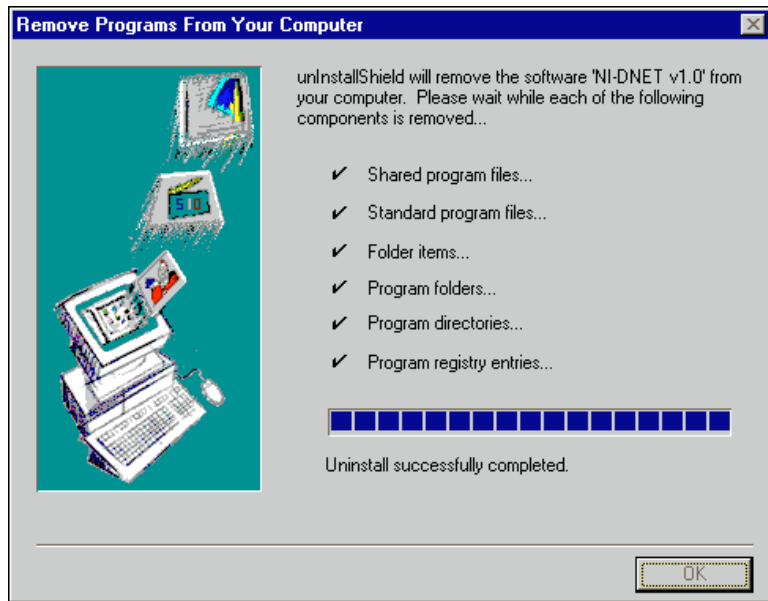 Remove Programs From Your Computer
unInstallShield will remove the software 'NI-DNET v1.0' from
your computer.  Please wait while each of the following
components is removed...
Shared program files...
Standard program files...
Folder items...
Program folders...
Program directories...
Program registry entries...
Uninstall successfully completed.
OK